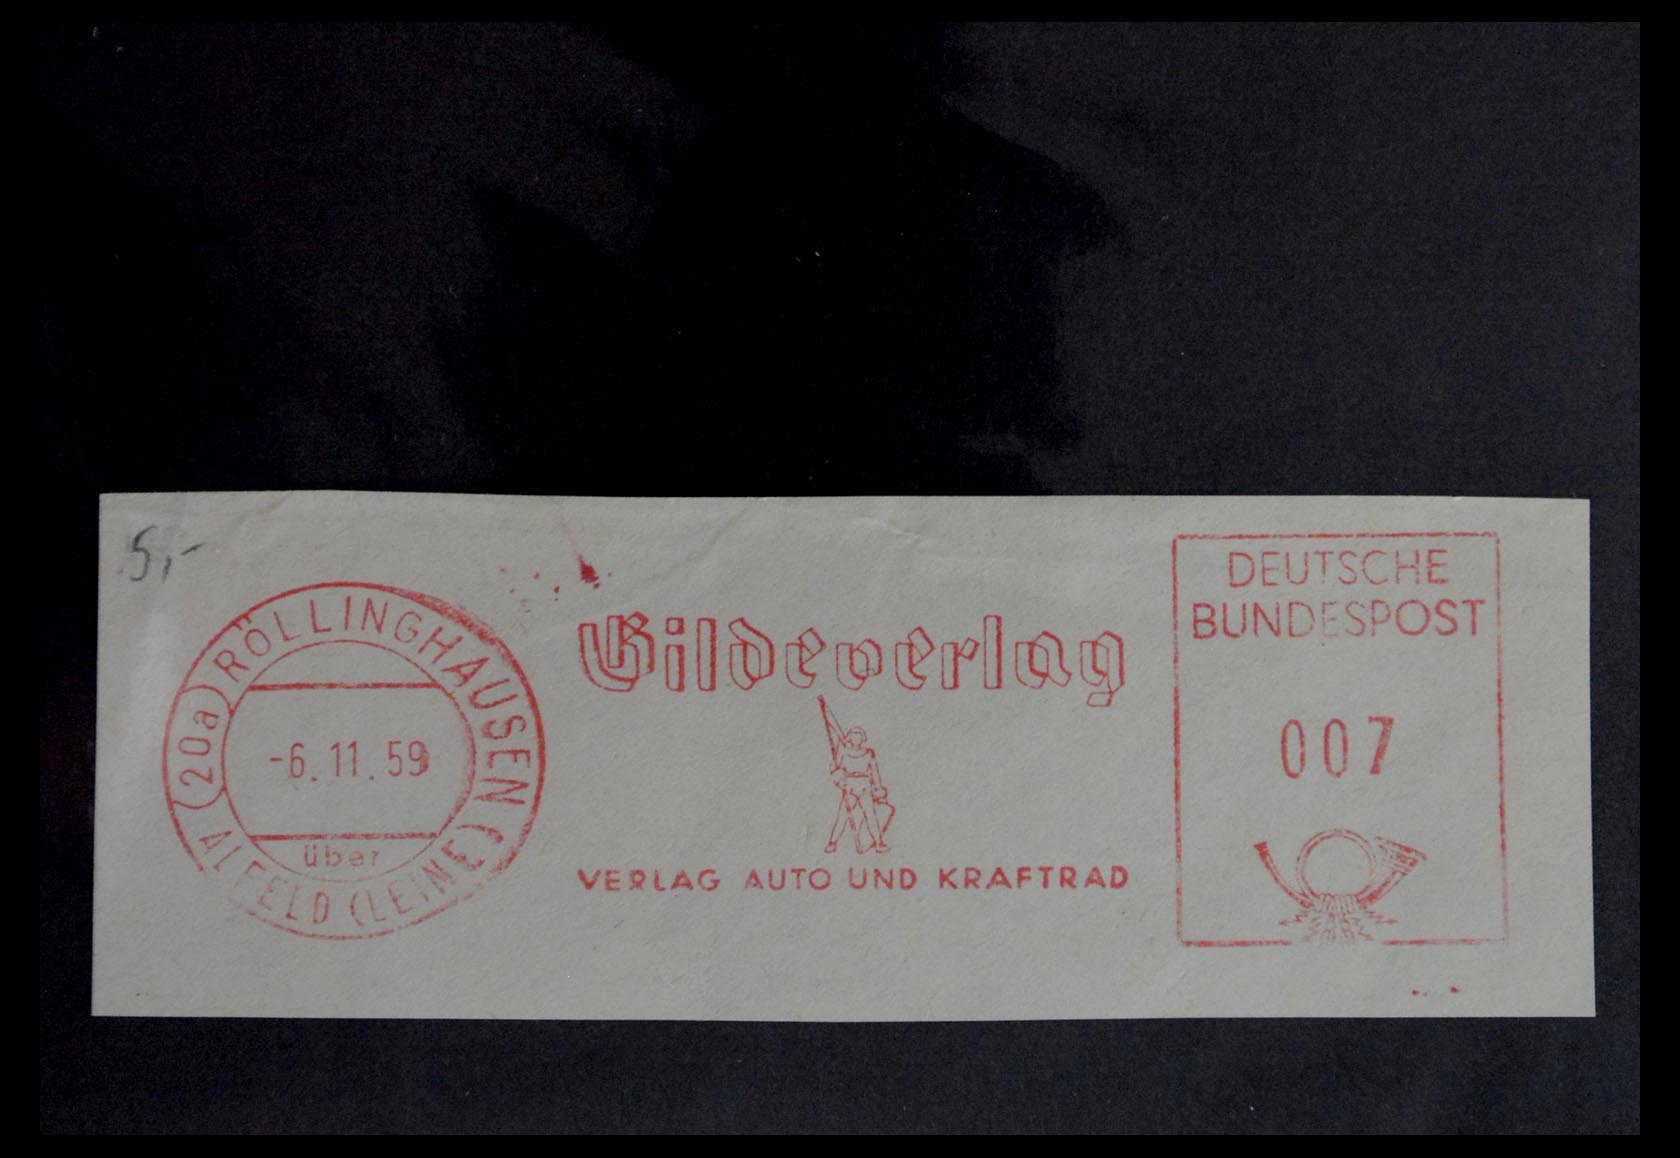 5,-
(20a) RÖLLINGHAUSEN
-6.11.59
über
ALFELD (LEINE)
Gildeverlag
VERLAG AUTO UND KRAFTRAD
DEUTSCHE
BUNDESPOST
007